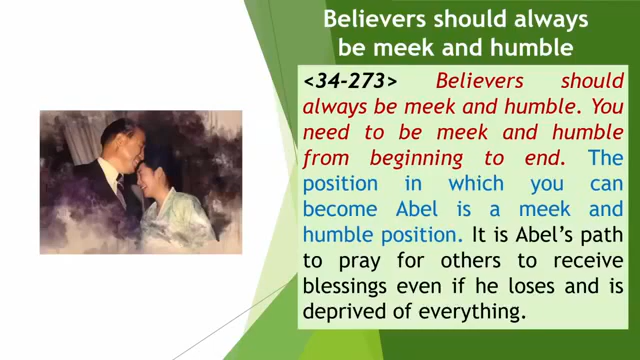 Believers should always
be meek and humble
<34-273> Believers should
always be meek and humble. You
need to be meek and humble
from beginning to end. The
position in which you can
become Abel is a meek and
humble position. It is Abel's path
to pray for others to receive
blessings even if he loses and is
deprived of everything.